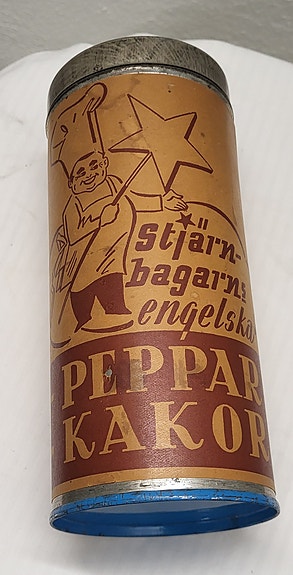 Stjärn-
bagarns
engelska
PEPPAR
KAKOR